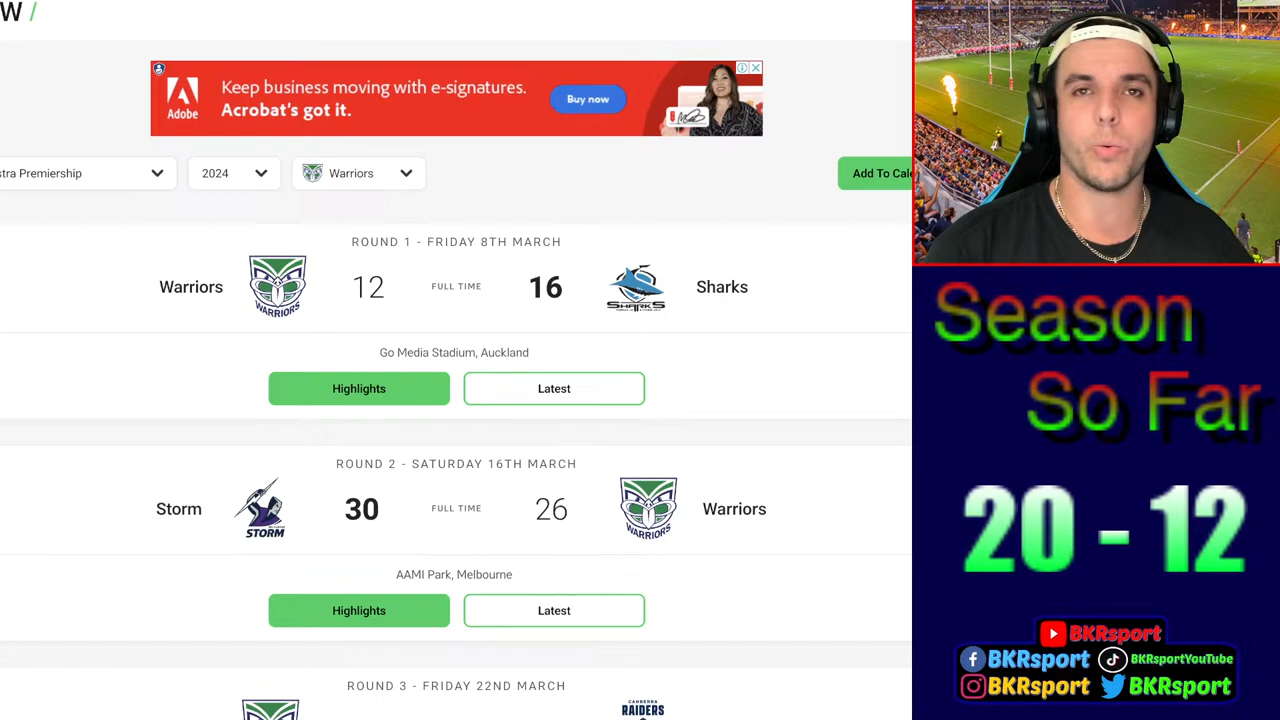 W /
Adobe
Keep business moving with e-signatures.
Acrobat's got it.
Buy now
stra Premiership
2024
Warriors
Add To Cale
ROUND 1 - FRIDAY 8TH MARCH
Warriors
WARRIORS
12
FULL TIME
16
SHARKS
Sharks
Go Media Stadium, Auckland
Highlights
Latest
ROUND 2 - SATURDAY 16TH MARCH
Storm
STORM
30
FULL TIME
26
WARRIORS
Warriors
AAMI Park, Melbourne
Highlights
Latest
ROUND 3 - FRIDAY 22ND MARCH
CANBERRA
RAIDERS
Season
So Far
20 - 12
BKRsport
BKRsport
BKRsportYouTube
BKRsport
BKRsport